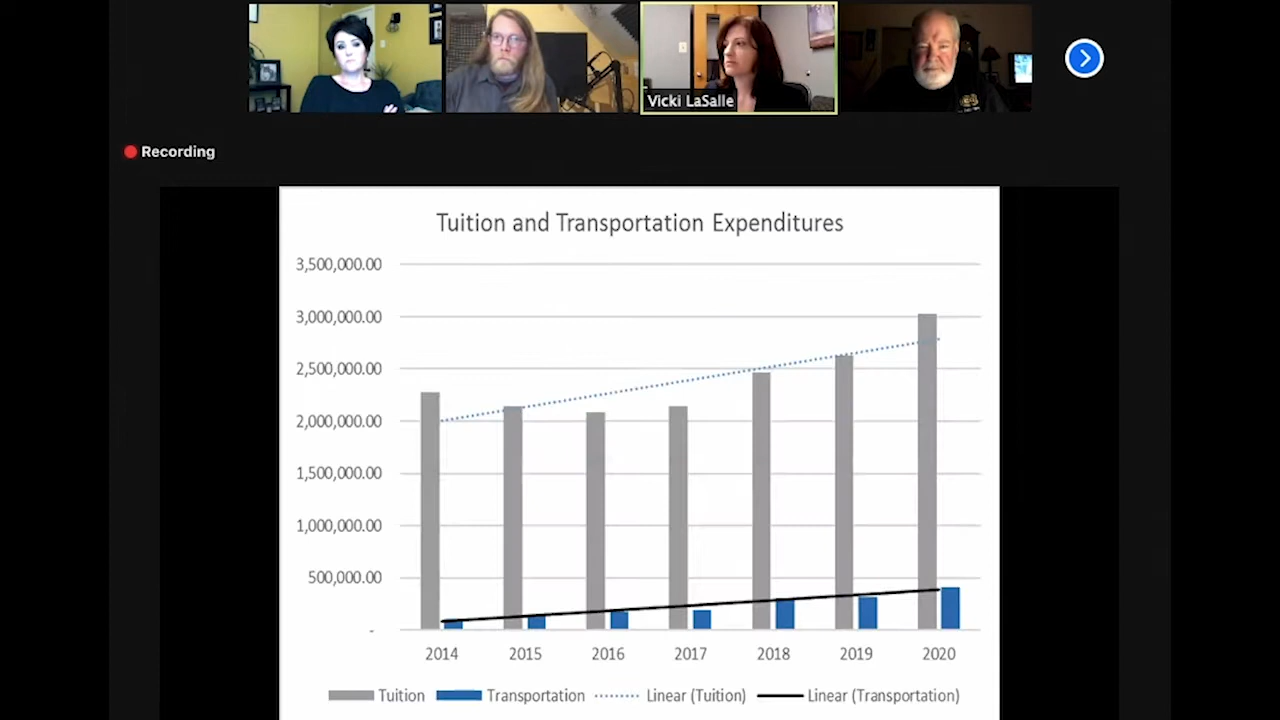 Vicki LaSalle
Recording
Tuition and Transportation Expenditures
3,500,000.00
3,000,000.00
2,500,000.00
2,000,000.00
1,500,000.00
1,000,000.00
500,000.00
-
2014 2015 2016 2017 2018 2019 2020
Tuition Transportation Linear (Tuition) Linear (Transportation)